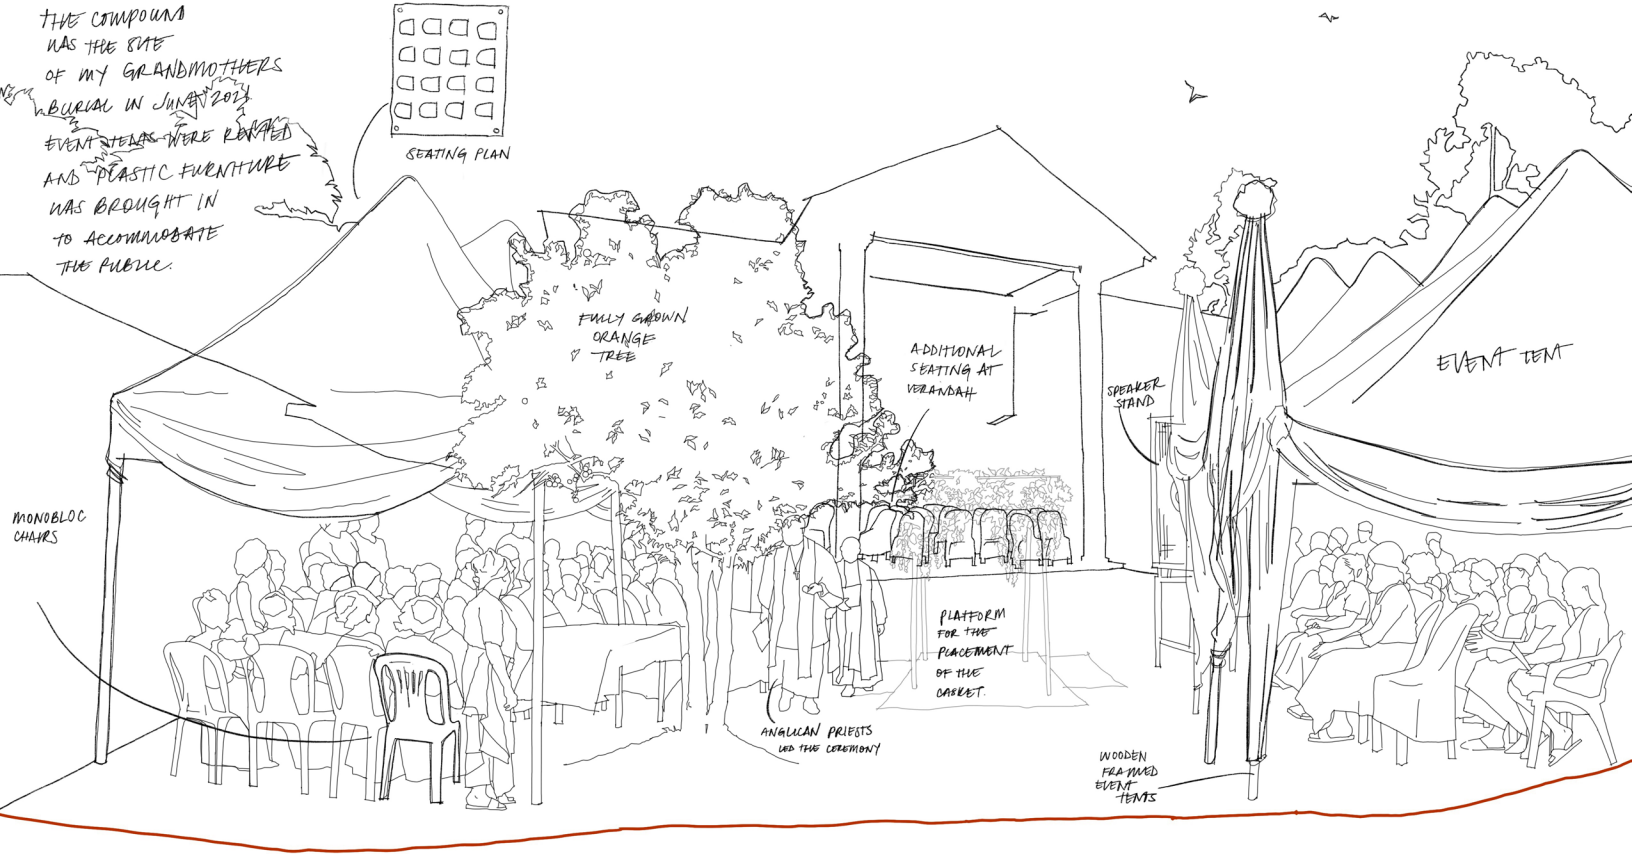 THE COMPOUND
WAS THE SITE
OF MY GRANDMOTHERS
BURIAL IN JUNE 2021
EVENT TENTS WERE RENTED
AND PLASTIC FURNITURE
WAS BROUGHT IN
TO ACCOMMODATE
THE PUBLIC.
SEATING PLAN
FULLY GROWN
ORANGE
TREE
ADDITIONAL
SEATING AT
VERANDAH
SPEAKER
STAND
EVENT TENT
MONOBLOC
CHAIRS
PLATFORM
FOR THE
PLACEMENT
OF THE
CASKET.
ANGLICAN PRIESTS
LED THE CEREMONY
WOODEN
FRAMED
EVENT
TENTS